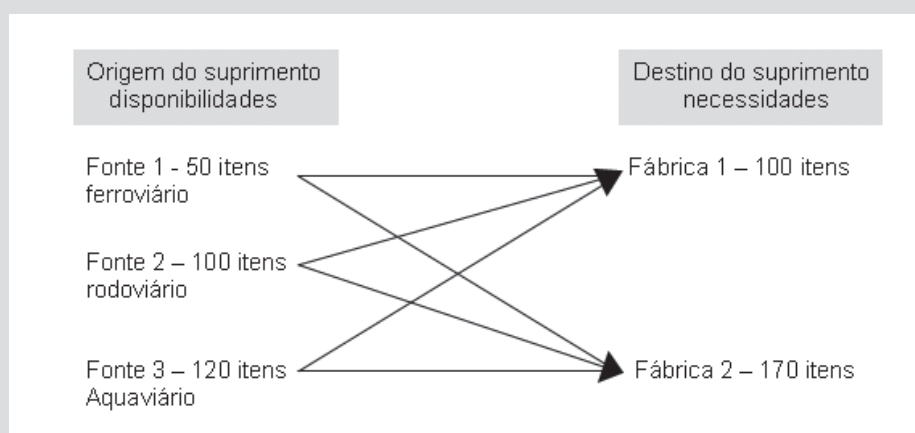 Origem do suprimento
disponibilidades
Destino do suprimento
necessidades
Fonte 1 - 50 itens
ferroviário
Fábrica 1 – 100 itens
Fonte 2 – 100 itens
rodoviário
Fonte 3 – 120 itens
Aquaviário
Fábrica 2 – 170 itens